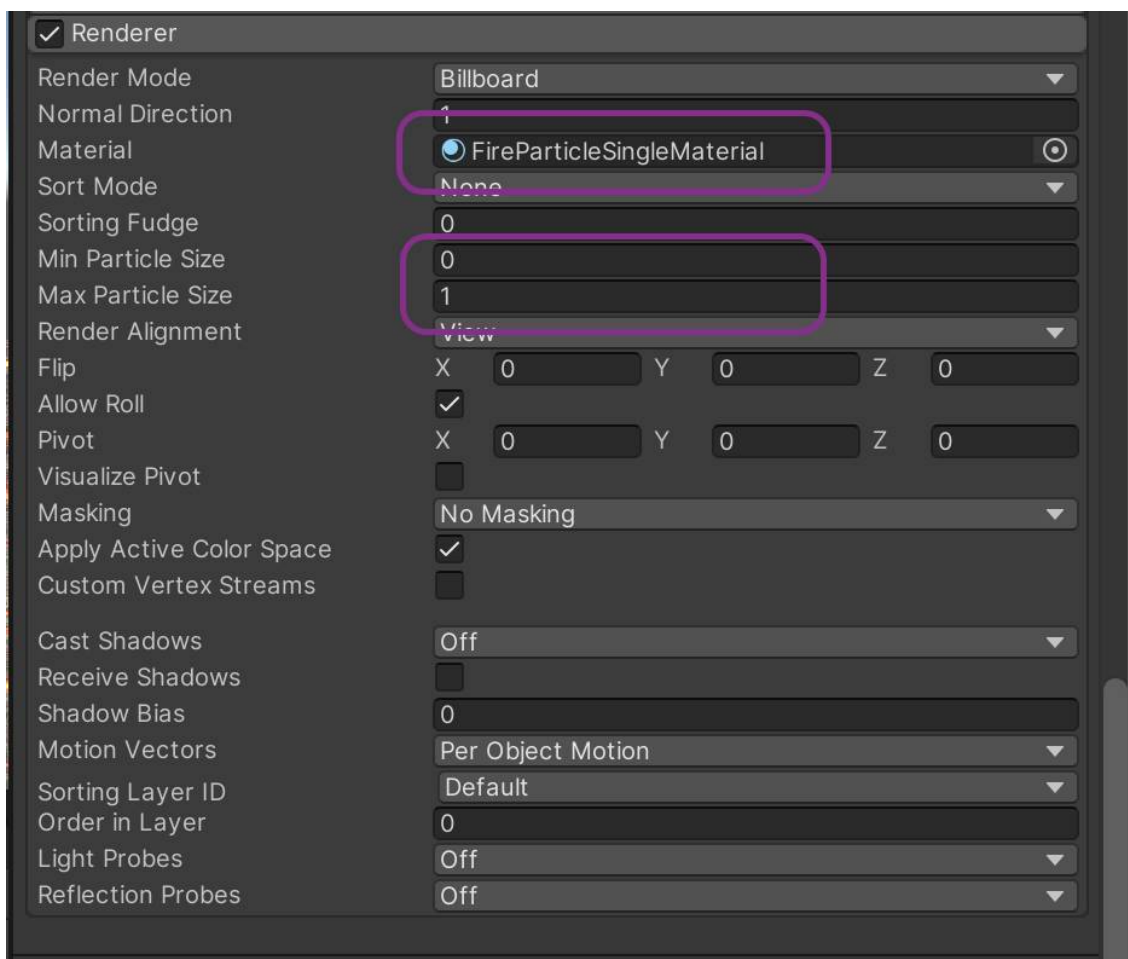 Renderer
Render Mode Billboard
Normal Direction 1
Material FireParticleSingleMaterial
Sort Mode None
Sorting Fudge 0
Min Particle Size 0
Max Particle Size 1
Render Alignment View
Flip X 0 Y 0 Z 0
Allow Roll
Pivot X 0 Y 0 Z 0
Visualize Pivot
Masking No Masking
Apply Active Color Space
Custom Vertex Streams
Cast Shadows Off
Receive Shadows
Shadow Bias 0
Motion Vectors Per Object Motion
Sorting Layer ID Default
Order in Layer 0
Light Probes Off
Reflection Probes Off